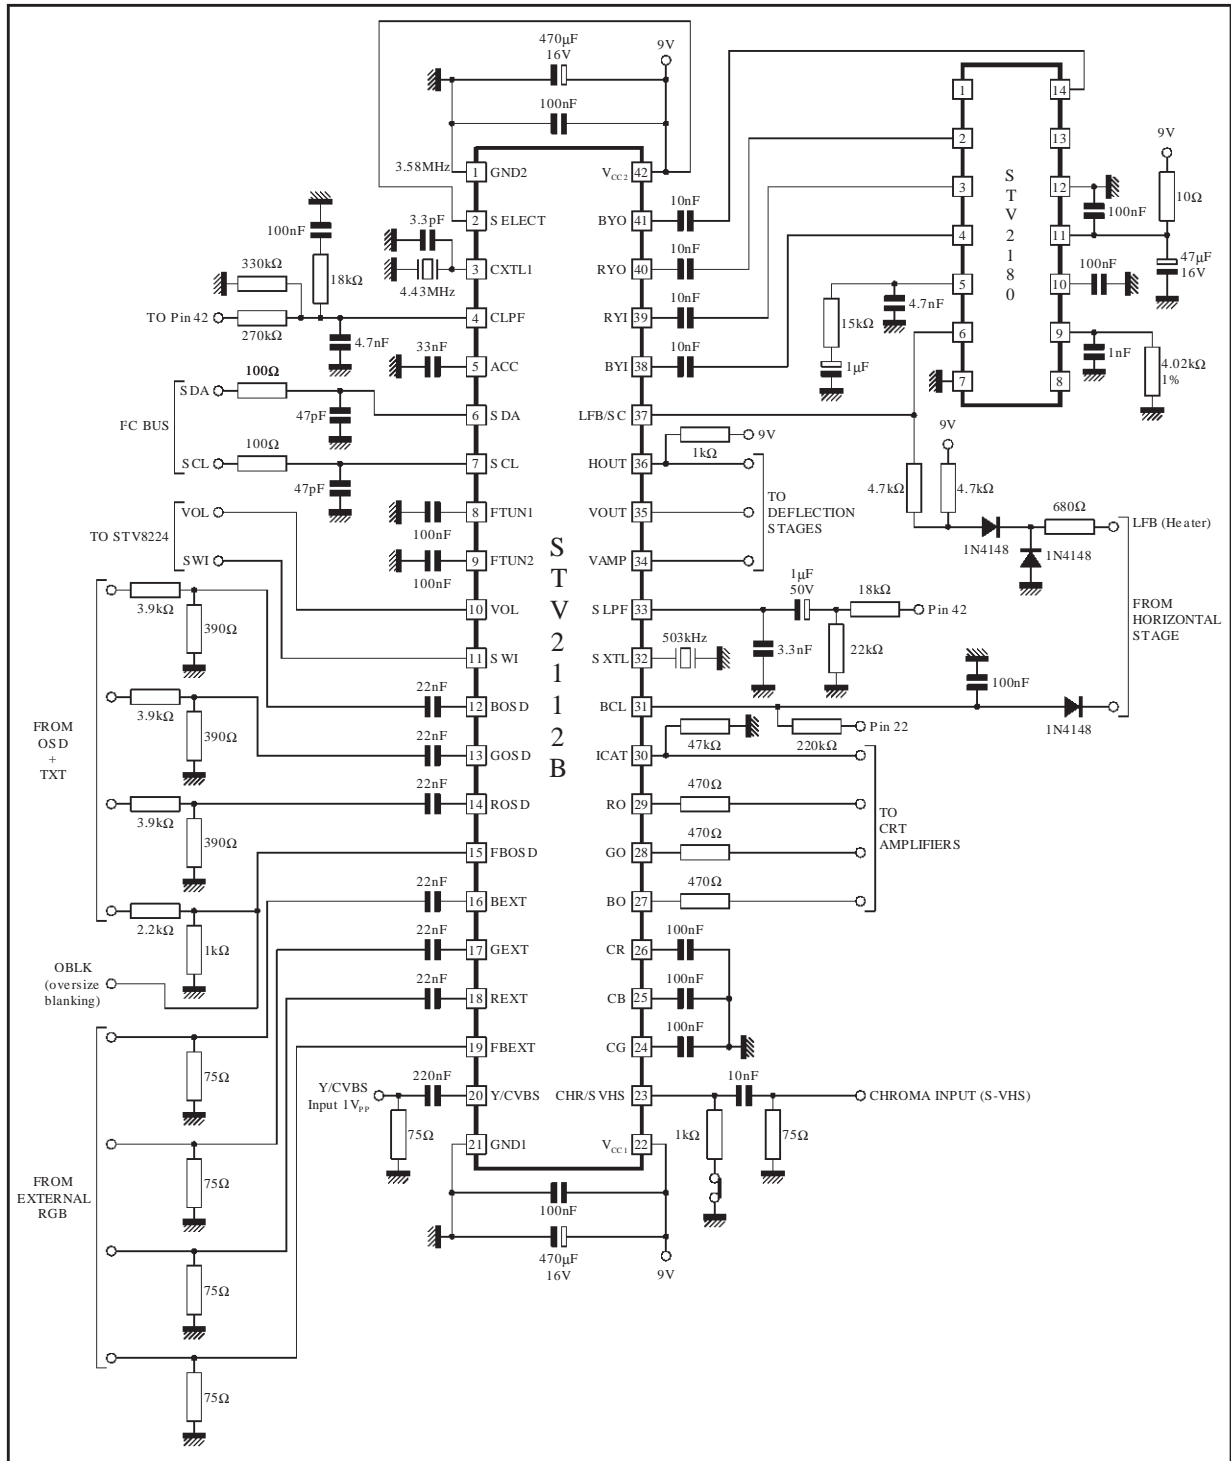 470µF
16V
9V
100nF
3.58MHz
1 GND2
VCC2 42
2 SELECT
BYO 41
10nF
3.3pF
3 CXTL1
4.43MHz
RYO 40
10nF
100nF
18kΩ
330kΩ
TO Pin 42
270kΩ
4.7nF
4 CLPF
RYI 39
10nF
33nF
5 ACC
BYI 38
10nF
I²C BUS
SDA
100Ω
47pF
6 SDA
LFB/SC 37
SCL
100Ω
47pF
7 SCL
HOUT 36
1kΩ
9V
TO STV8224
VOL
SWI
8 FTUN1
100nF
VOUT 35
9 FTUN2
100nF
VAMP 34
TO
DEFLECTION
STAGES
STV2112B
10 VOL
SLPF 33
1µF
50V
18kΩ
Pin 42
3.3nF
22kΩ
11 SWI
SXTL 32
503kHz
FROM
OSD
+
TXT
3.9kΩ
390Ω
22nF
12 BOSD
BCL 31
100nF
1N4148
220kΩ
Pin 22
3.9kΩ
390Ω
22nF
13 GOSD
ICAT 30
47kΩ
3.9kΩ
390Ω
22nF
14 ROSD
RO 29
470Ω
15 FBOSD
GO 28
470Ω
TO
CRT
AMPLIFIERS
2.2kΩ
1kΩ
22nF
16 BEXT
BO 27
470Ω
22nF
17 GEXT
CR 26
100nF
OBLK
(oversize
blanking)
22nF
18 REXT
CB 25
100nF
19 FBEXT
CG 24
100nF
Y/CVBS
Input 1VPP
220nF
75Ω
20 Y/CVBS
CHR/SVHS 23
10nF
CHROMA INPUT (S-VHS)
1kΩ
75Ω
21 GND1
VCC1 22
100nF
470µF
16V
9V
FROM
EXTERNAL
RGB
75Ω
75Ω
75Ω
75Ω
STV2180
1
14
2
13
3
12
4
11
5
10
6
9
7
8
9V
10Ω
100nF
47µF
16V
100nF
15kΩ
4.7nF
1µF
1nF
4.02kΩ
1%
9V
4.7kΩ
4.7kΩ
680Ω
LFB (Heater)
1N4148
1N4148
FROM
HORIZONTAL
STAGE